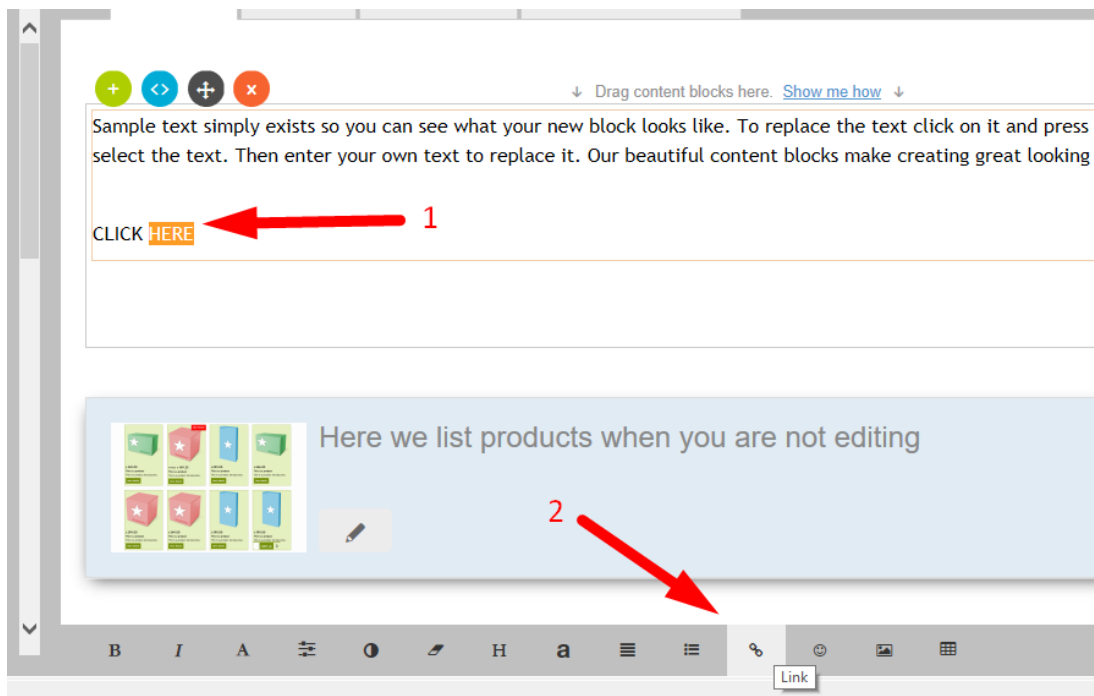 Drag content blocks here. Show me how
Sample text simply exists so you can see what your new block looks like. To replace the text click on it and press
select the text. Then enter your own text to replace it. Our beautiful content blocks make creating great looking
CLICK HERE
1
Here we list products when you are not editing
2
B I A H a
Link